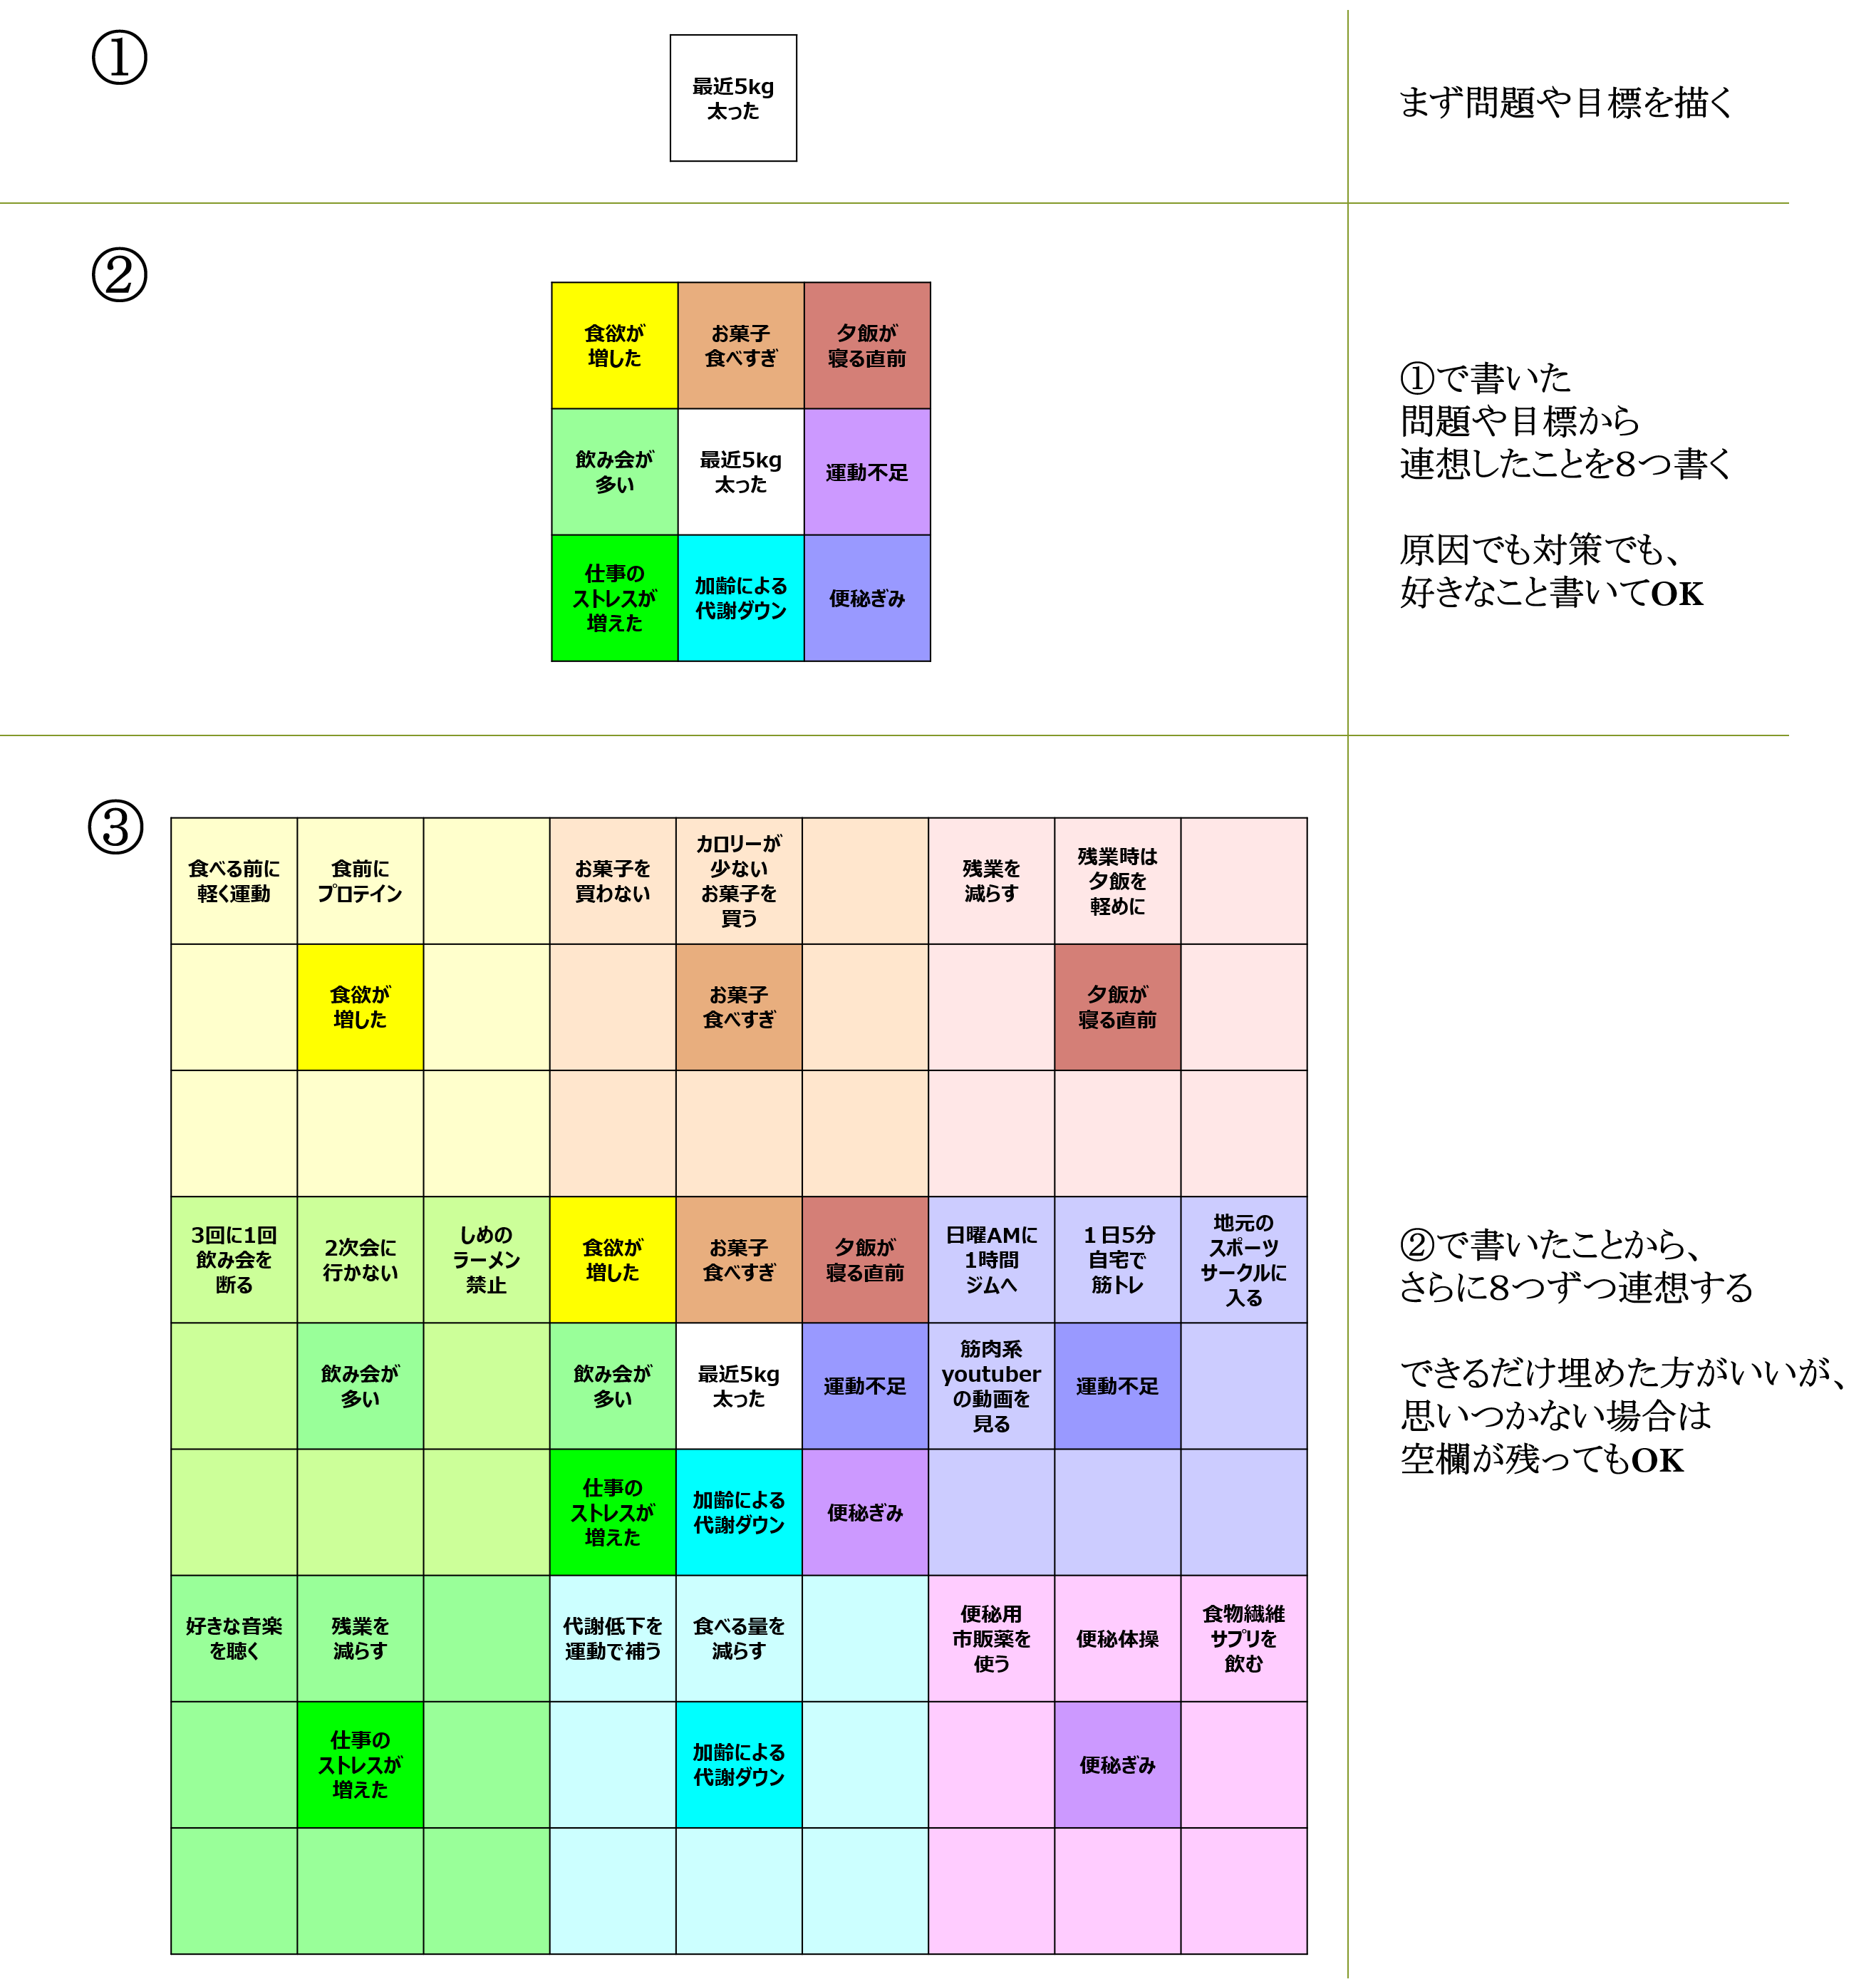 ①
最近5kg
太った
まず問題や目標を描く
②
食欲が
増した
お菓子
食べすぎ
夕飯が
寝る直前
飲み会が
多い
最近5kg
太った
運動不足
仕事の
ストレスが
増えた
加齢による
代謝ダウン
便秘ぎみ
①で書いた
問題や目標から
連想したことを8つ書く
原因でも対策でも、
好きなこと書いてOK
③
食べる前に
軽く運動
食前に
プロテイン
お菓子を
買わない
カロリーが
少ない
お菓子を
買う
残業を
減らす
残業時は
夕飯を
軽めに
食欲が
増した
お菓子
食べすぎ
夕飯が
寝る直前
3回に1回
飲み会を
断る
2次会に
行かない
しめの
ラーメン
禁止
食欲が
増した
お菓子
食べすぎ
夕飯が
寝る直前
日曜AMに
1時間
ジムへ
1日5分
自宅で
筋トレ
地元の
スポーツ
サークルに
入る
飲み会が
多い
飲み会が
多い
最近5kg
太った
運動不足
筋肉系
youtuber
の動画を
見る
運動不足
仕事の
ストレスが
増えた
加齢による
代謝ダウン
便秘ぎみ
好きな音楽
を聴く
残業を
減らす
代謝低下を
運動で補う
食べる量を
減らす
便秘用
市販薬を
使う
便秘体操
食物繊維
サプリを
飲む
仕事の
ストレスが
増えた
加齢による
代謝ダウン
便秘ぎみ
②で書いたことから、
さらに8つずつ連想する
できるだけ埋めた方がいいが、
思いつかない場合は
空欄が残ってもOK